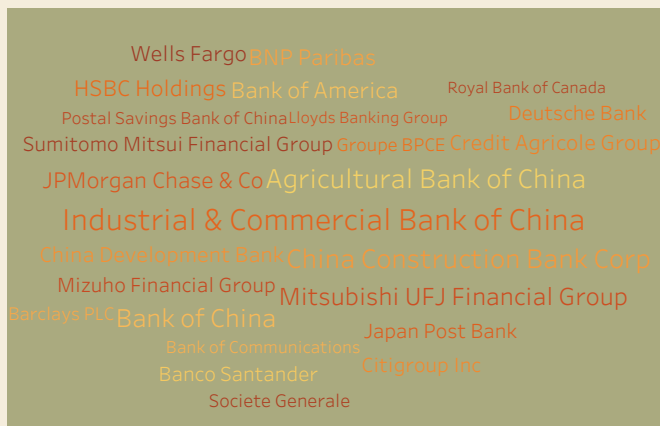 Wells Fargo BNP Paribas
HSBC Holdings Bank of America Royal Bank of Canada
Postal Savings Bank of China Lloyds Banking Group Deutsche Bank
Sumitomo Mitsui Financial Group Groupe BPCE Credit Agricole Group
JPMorgan Chase & Co Agricultural Bank of China
Industrial & Commercial Bank of China
China Development Bank China Construction Bank Corp
Mizuho Financial Group Mitsubishi UFJ Financial Group
Barclays PLC Bank of China Japan Post Bank
Bank of Communications
Banco Santander Citigroup Inc
Societe Generale